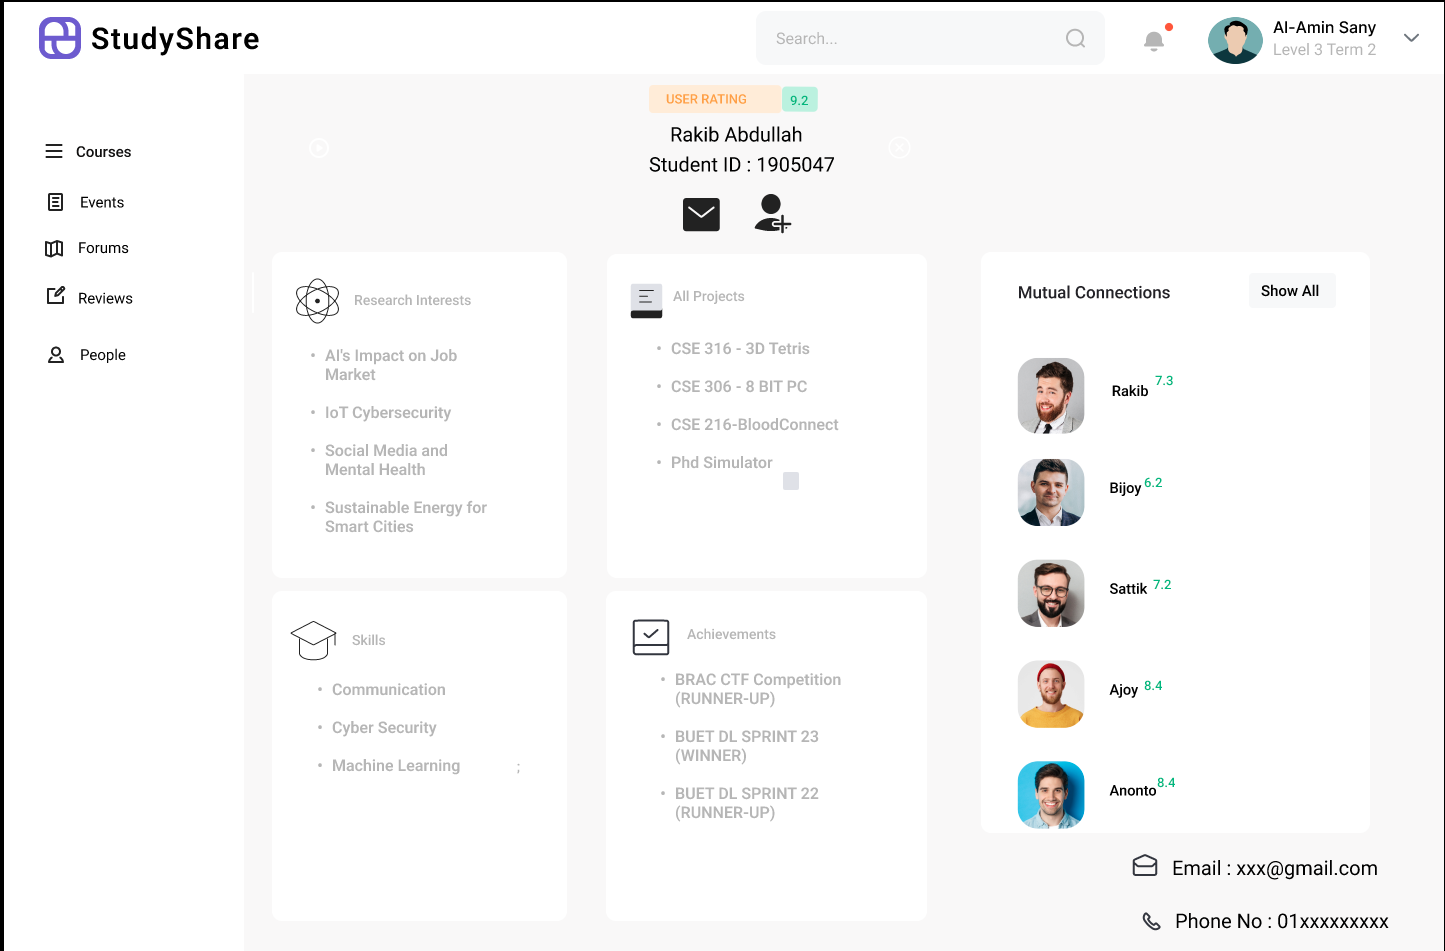 StudyShare
Search...
Al-Amin Sany
Level 3 Term 2
Courses
Events
Forums
Reviews
People
USER RATING 9.2
Rakib Abdullah
Student ID : 1905047
Research Interests
• AI's Impact on Job
Market
• IoT Cybersecurity
• Social Media and
Mental Health
• Sustainable Energy for
Smart Cities
All Projects
• CSE 316 - 3D Tetris
• CSE 306 - 8 BIT PC
• CSE 216-BloodConnect
• Phd Simulator
Skills
• Communication
• Cyber Security
• Machine Learning ;
Achievements
• BRAC CTF Competition
(RUNNER-UP)
• BUET DL SPRINT 23
(WINNER)
• BUET DL SPRINT 22
(RUNNER-UP)
Mutual Connections
Show All
Rakib 7.3
Bijoy 6.2
Sattik 7.2
Ajoy 8.4
Anonto 8.4
Email : xxx@gmail.com
Phone No : 01xxxxxxxxx